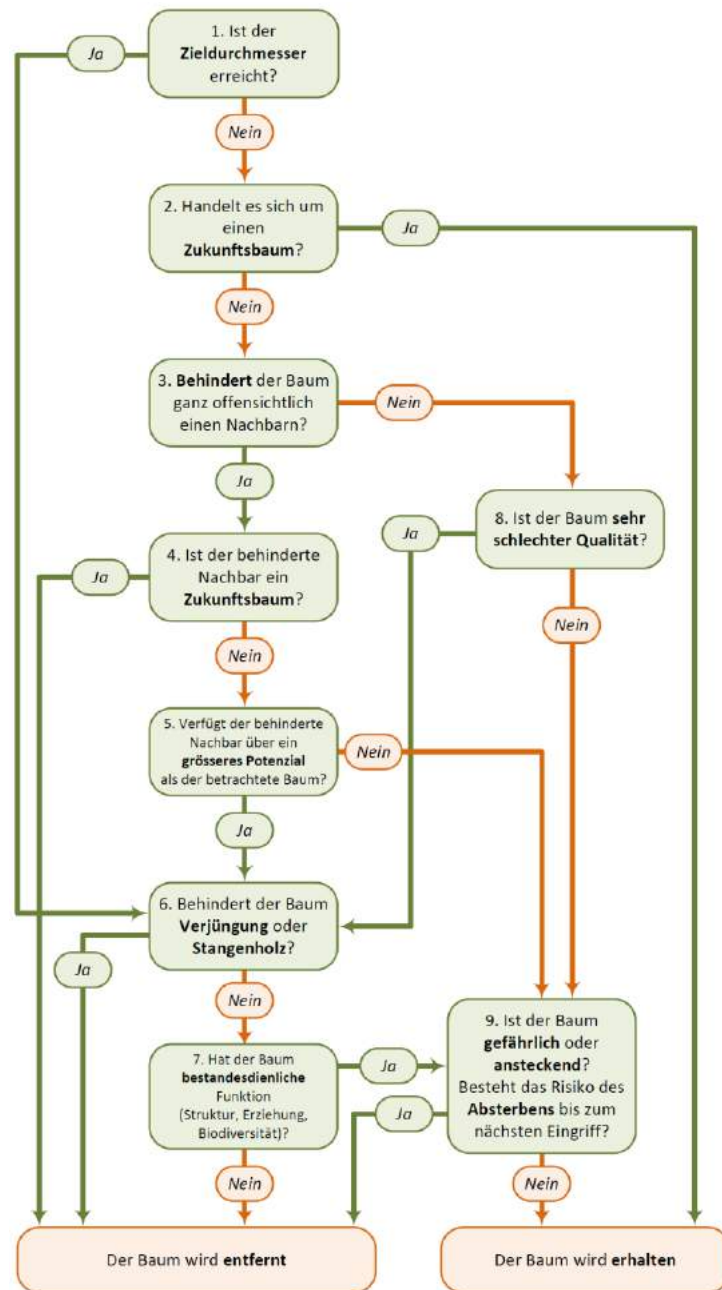 1. Ist der
Zieldurchmesser
erreicht?
Ja
Nein
2. Handelt es sich um
einen
Zukunftsbaum?
Ja
Nein
3. Behindert der Baum
ganz offensichtlich
einen Nachbarn?
Nein
Ja
8. Ist der Baum sehr
schlechter Qualität?
Ja
Nein
4. Ist der behinderte
Nachbar ein
Zukunftsbaum?
Ja
Nein
5. Verfügt der behinderte
Nachbar über ein
grösseres Potenzial
als der betrachtete Baum?
Nein
Ja
6. Behindert der Baum
Verjüngung oder
Stangenholz?
Ja
Nein
7. Hat der Baum
bestandesdienliche
Funktion
(Struktur, Erziehung,
Biodiversität)?
Ja
Nein
9. Ist der Baum
gefährlich oder
ansteckend?
Besteht das Risiko des
Absterbens bis zum
nächsten Eingriff?
Ja
Nein
Der Baum wird entfernt
Der Baum wird erhalten